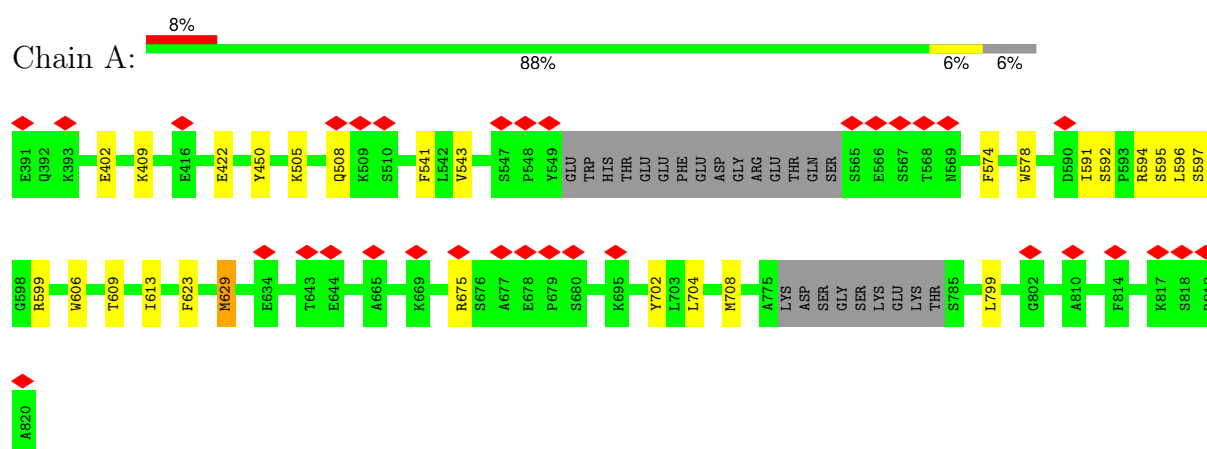 8%
Chain A:
88% 6% 6%
E391 Q392 K393 E402 K409 E416 E422 Y450 K505 Q508 K509 S510 F541 L542 V543 S547 P548 Y549 GLU TRP HIS THR GLU GLU PHE GLU ASP GLY ARG GLU THR GLN SER S565 E566 S567 T568 N569 F574 W578 D590 I591 S592 P593 R594 S595 L596 S597
G598 R599 W606 T609 I613 F623 M629 E634 T643 E644 A665 K669 R675 S676 A677 E678 P679 S680 K695 Y702 L703 L704 M708 A775 LYS ASP SER GLY SER LYS GLU LYS THR S785 L799 G802 A810 F814 K817 S818
A820